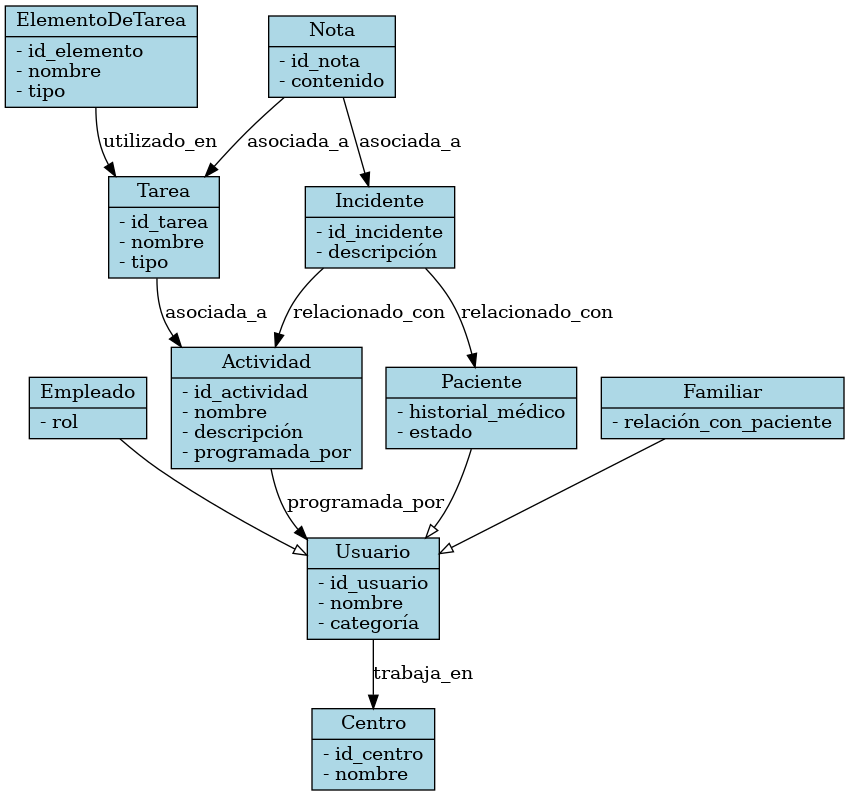 ElementoDeTarea
- id_elemento
- nombre
- tipo
Nota
- id_nota
- contenido
utilizado_en
asociada_a
asociada_a
Tarea
- id_tarea
- nombre
- tipo
Incidente
- id_incidente
- descripción
asociada_a
relacionado_con
relacionado_con
Empleado
- rol
Actividad
- id_actividad
- nombre
- descripción
- programada_por
Paciente
- historial_médico
- estado
Familiar
- relación_con_paciente
programada_por
Usuario
- id_usuario
- nombre
- categoría
trabaja_en
Centro
- id_centro
- nombre